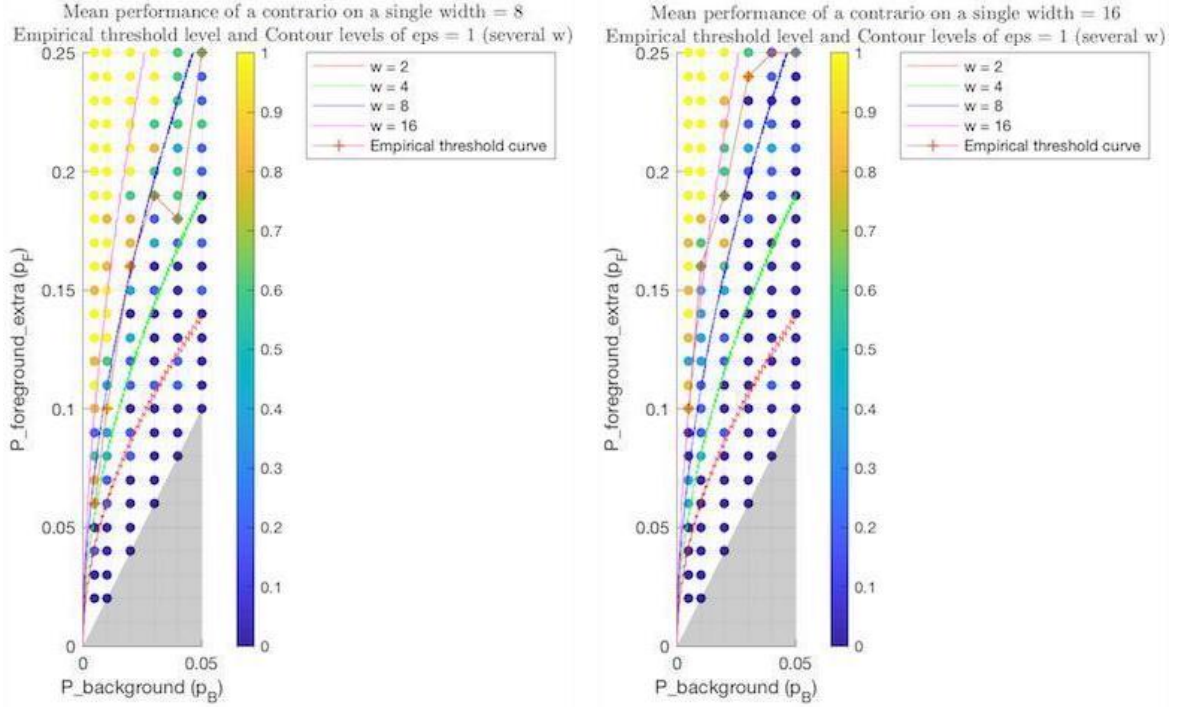 Mean performance of a contrario on a single width = 8
Empirical threshold level and Contour levels of eps = 1 (several w)
0.25
0.2
0.15
0.1
0.05
0
P_foreground_extra (p_F)
0
0.05
P_background (p_B)
1
0.9
0.8
0.7
0.6
0.5
0.4
0.3
0.2
0.1
0
w = 2
w = 4
w = 8
w = 16
Empirical threshold curve
Mean performance of a contrario on a single width = 16
Empirical threshold level and Contour levels of eps = 1 (several w)
0.25
0.2
0.15
0.1
0.05
0
P_foreground_extra (p_F)
0
0.05
P_background (p_B)
1
0.9
0.8
0.7
0.6
0.5
0.4
0.3
0.2
0.1
0
w = 2
w = 4
w = 8
w = 16
Empirical threshold curve